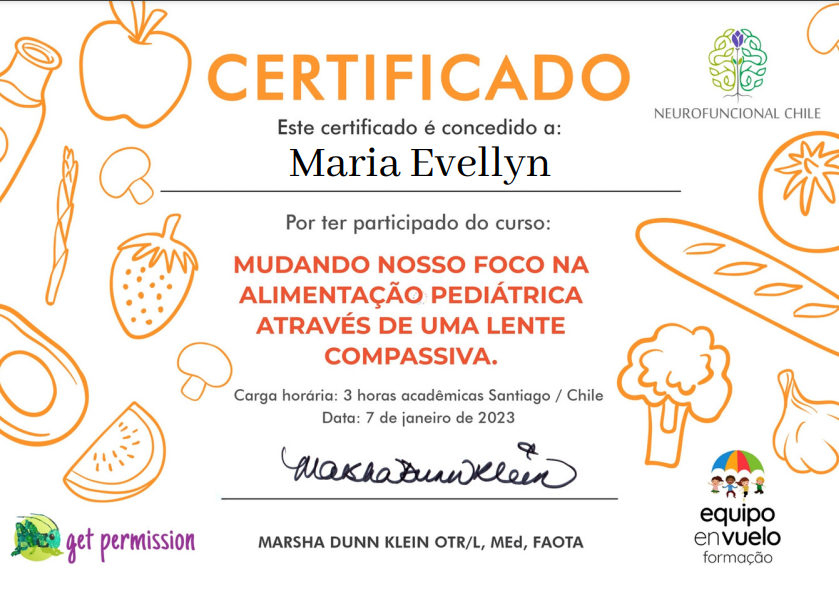 CERTIFICADO
NEUROFUNCIONAL CHILE
Este certificado é concedido a:
Maria Evellyn
Por ter participado do curso:
MUDANDO NOSSO FOCO NA
ALIMENTAÇÃO PEDIÁTRICA
ATRAVÉS DE UMA LENTE
COMPASSIVA.
Carga horária: 3 horas acadêmicas Santiago / Chile
Data: 7 de janeiro de 2023
Marsha Dunn Klein
MARSHA DUNN KLEIN OTR/L, MEd, FAOTA
get permission
equipo
en vuelo
formação